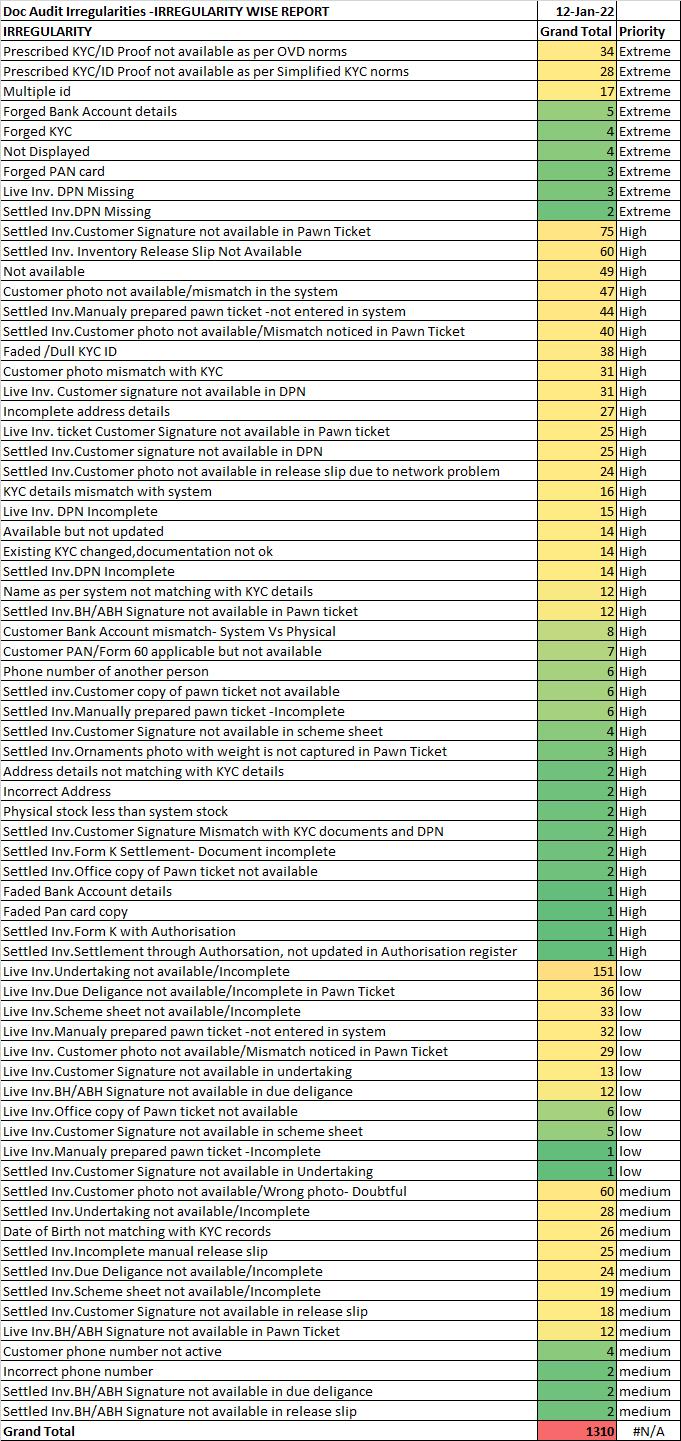 Doc Audit Irregularities -IRREGULARITY WISE REPORT 12-Jan-22
IRREGULARITY Grand Total Priority
Prescribed KYC/ID Proof not available as per OVD norms 34 Extreme
Prescribed KYC/ID Proof not available as per Simplified KYC norms 28 Extreme
Multiple id 17 Extreme
Forged Bank Account details 5 Extreme
Forged KYC 4 Extreme
Not Displayed 4 Extreme
Forged PAN card 3 Extreme
Live Inv. DPN Missing 3 Extreme
Settled Inv.DPN Missing 2 Extreme
Settled Inv.Customer Signature not available in Pawn Ticket 75 High
Settled Inv. Inventory Release Slip Not Available 60 High
Not available 49 High
Customer photo not available/mismatch in the system 47 High
Settled Inv.Manualy prepared pawn ticket -not entered in system 44 High
Settled Inv.Customer photo not available/Mismatch noticed in Pawn Ticket 40 High
Faded /Dull KYC ID 38 High
Customer photo mismatch with KYC 31 High
Live Inv. Customer signature not available in DPN 31 High
Incomplete address details 27 High
Live Inv. ticket Customer Signature not available in Pawn ticket 25 High
Settled Inv.Customer signature not available in DPN 25 High
Settled Inv.Customer photo not available in release slip due to network problem 24 High
KYC details mismatch with system 16 High
Live Inv. DPN Incomplete 15 High
Available but not updated 14 High
Existing KYC changed,documentation not ok 14 High
Settled Inv.DPN Incomplete 14 High
Name as per system not matching with KYC details 12 High
Settled Inv.BH/ABH Signature not available in Pawn ticket 12 High
Customer Bank Account mismatch- System Vs Physical 8 High
Customer PAN/Form 60 applicable but not available 7 High
Phone number of another person 6 High
Settled inv.Customer copy of pawn ticket not available 6 High
Settled Inv.Manually prepared pawn ticket -Incomplete 6 High
Settled Inv.Customer Signature not available in scheme sheet 4 High
Settled Inv.Ornaments photo with weight is not captured in Pawn Ticket 3 High
Address details not matching with KYC details 2 High
Incorrect Address 2 High
Physical stock less than system stock 2 High
Settled Inv.Customer Signature Mismatch with KYC documents and DPN 2 High
Settled Inv.Form K Settlement- Document incomplete 2 High
Settled Inv.Office copy of Pawn ticket not available 2 High
Faded Bank Account details 1 High
Faded Pan card copy 1 High
Settled Inv.Form K with Authorisation 1 High
Settled Inv.Settlement through Authorsation, not updated in Authorisation register 1 High
Live Inv.Undertaking not available/Incomplete 151 low
Live Inv.Due Deligance not available/Incomplete in Pawn Ticket 36 low
Live Inv.Scheme sheet not available/Incomplete 33 low
Live Inv.Manualy prepared pawn ticket -not entered in system 32 low
Live Inv. Customer photo not available/Mismatch noticed in Pawn Ticket 29 low
Live Inv.Customer Signature not available in undertaking 13 low
Live Inv.BH/ABH Signature not available in due deligance 12 low
Live Inv.Office copy of Pawn ticket not available 6 low
Live Inv.Customer Signature not available in scheme sheet 5 low
Live Inv.Manualy prepared pawn ticket -Incomplete 1 low
Settled Inv.Customer Signature not available in Undertaking 1 low
Settled Inv.Customer photo not available/Wrong photo- Doubtful 60 medium
Settled Inv.Undertaking not available/Incomplete 28 medium
Date of Birth not matching with KYC records 26 medium
Settled Inv.Incomplete manual release slip 25 medium
Settled Inv.Due Deligance not available/Incomplete 24 medium
Settled Inv.Scheme sheet not available/Incomplete 19 medium
Settled Inv.Customer Signature not available in release slip 18 medium
Live Inv.BH/ABH Signature not available in Pawn Ticket 12 medium
Customer phone number not active 4 medium
Incorrect phone number 2 medium
Settled Inv.BH/ABH Signature not available in due deligance 2 medium
Settled Inv.BH/ABH Signature not available in release slip 2 medium
Grand Total 1310 #N/A